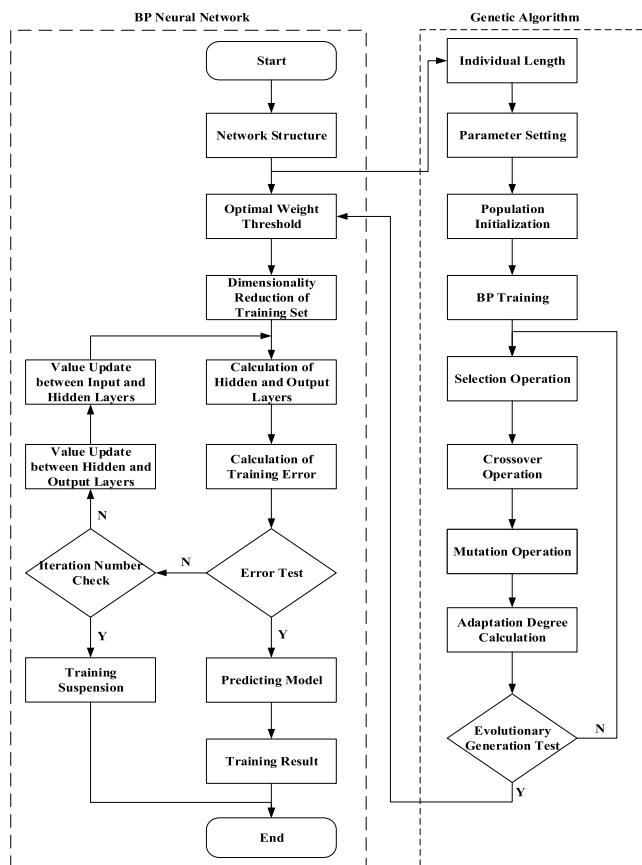 BP Neural Network
Start
Network Structure
Optimal Weight
Threshold
Dimensionality
Reduction of
Training Set
Value Update
between Input and
Hidden Layers
Calculation of
Hidden and Output
Layers
Value Update
between Hidden and
Output Layers
Calculation of
Training Error
N
Iteration Number
Check
N
Error Test
Y
Y
Training
Suspension
Predicting Model
Training Result
End
Genetic Algorithm
Individual Length
Parameter Setting
Population
Initialization
BP Training
Selection Operation
Crossover
Operation
Mutation Operation
Adaptation Degree
Calculation
Evolutionary
Generation Test
N
Y